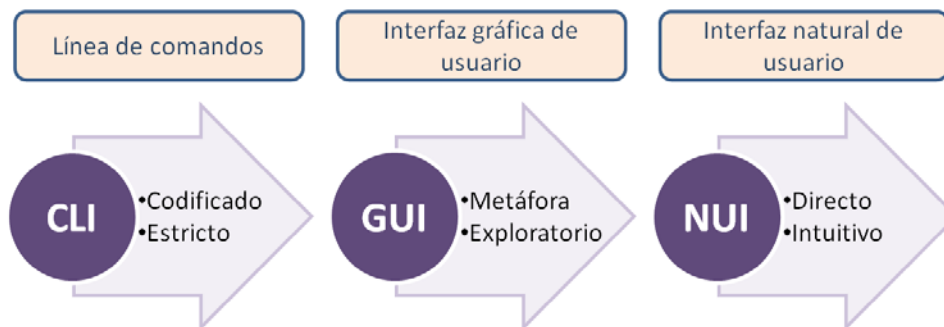 Línea de comandos
Interfaz gráfica de
usuario
Interfaz natural de
usuario
CLI
•Codificado
•Estricto
GUI
•Metáfora
•Exploratorio
NUI
•Directo
•Intuitivo